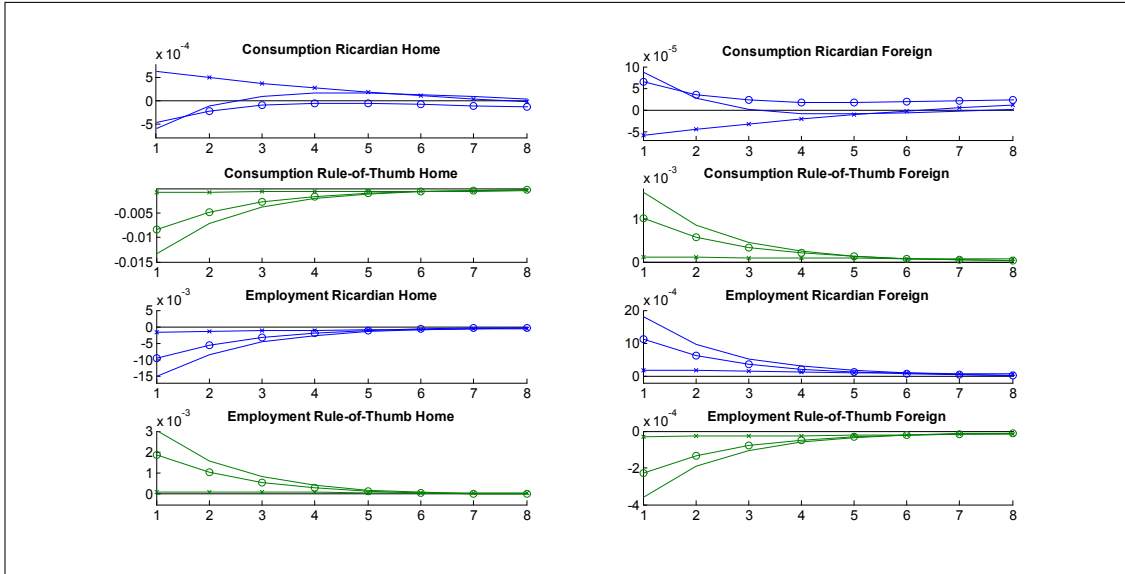 Consumption Ricardian Home
x 10-4
5
0
-5
1 2 3 4 5 6 7 8
Consumption Ricardian Foreign
x 10-5
10
5
0
-5
1 2 3 4 5 6 7 8
Consumption Rule-of-Thumb Home
-0.005
-0.01
-0.015
1 2 3 4 5 6 7 8
Consumption Rule-of-Thumb Foreign
x 10-3
1
0
1 2 3 4 5 6 7 8
Employment Ricardian Home
x 10-3
5
0
-5
-10
-15
1 2 3 4 5 6 7 8
Employment Ricardian Foreign
x 10-4
20
10
0
1 2 3 4 5 6 7 8
Employment Rule-of-Thumb Home
x 10-3
3
2
1
0
1 2 3 4 5 6 7 8
Employment Rule-of-Thumb Foreign
x 10-4
0
-2
-4
1 2 3 4 5 6 7 8